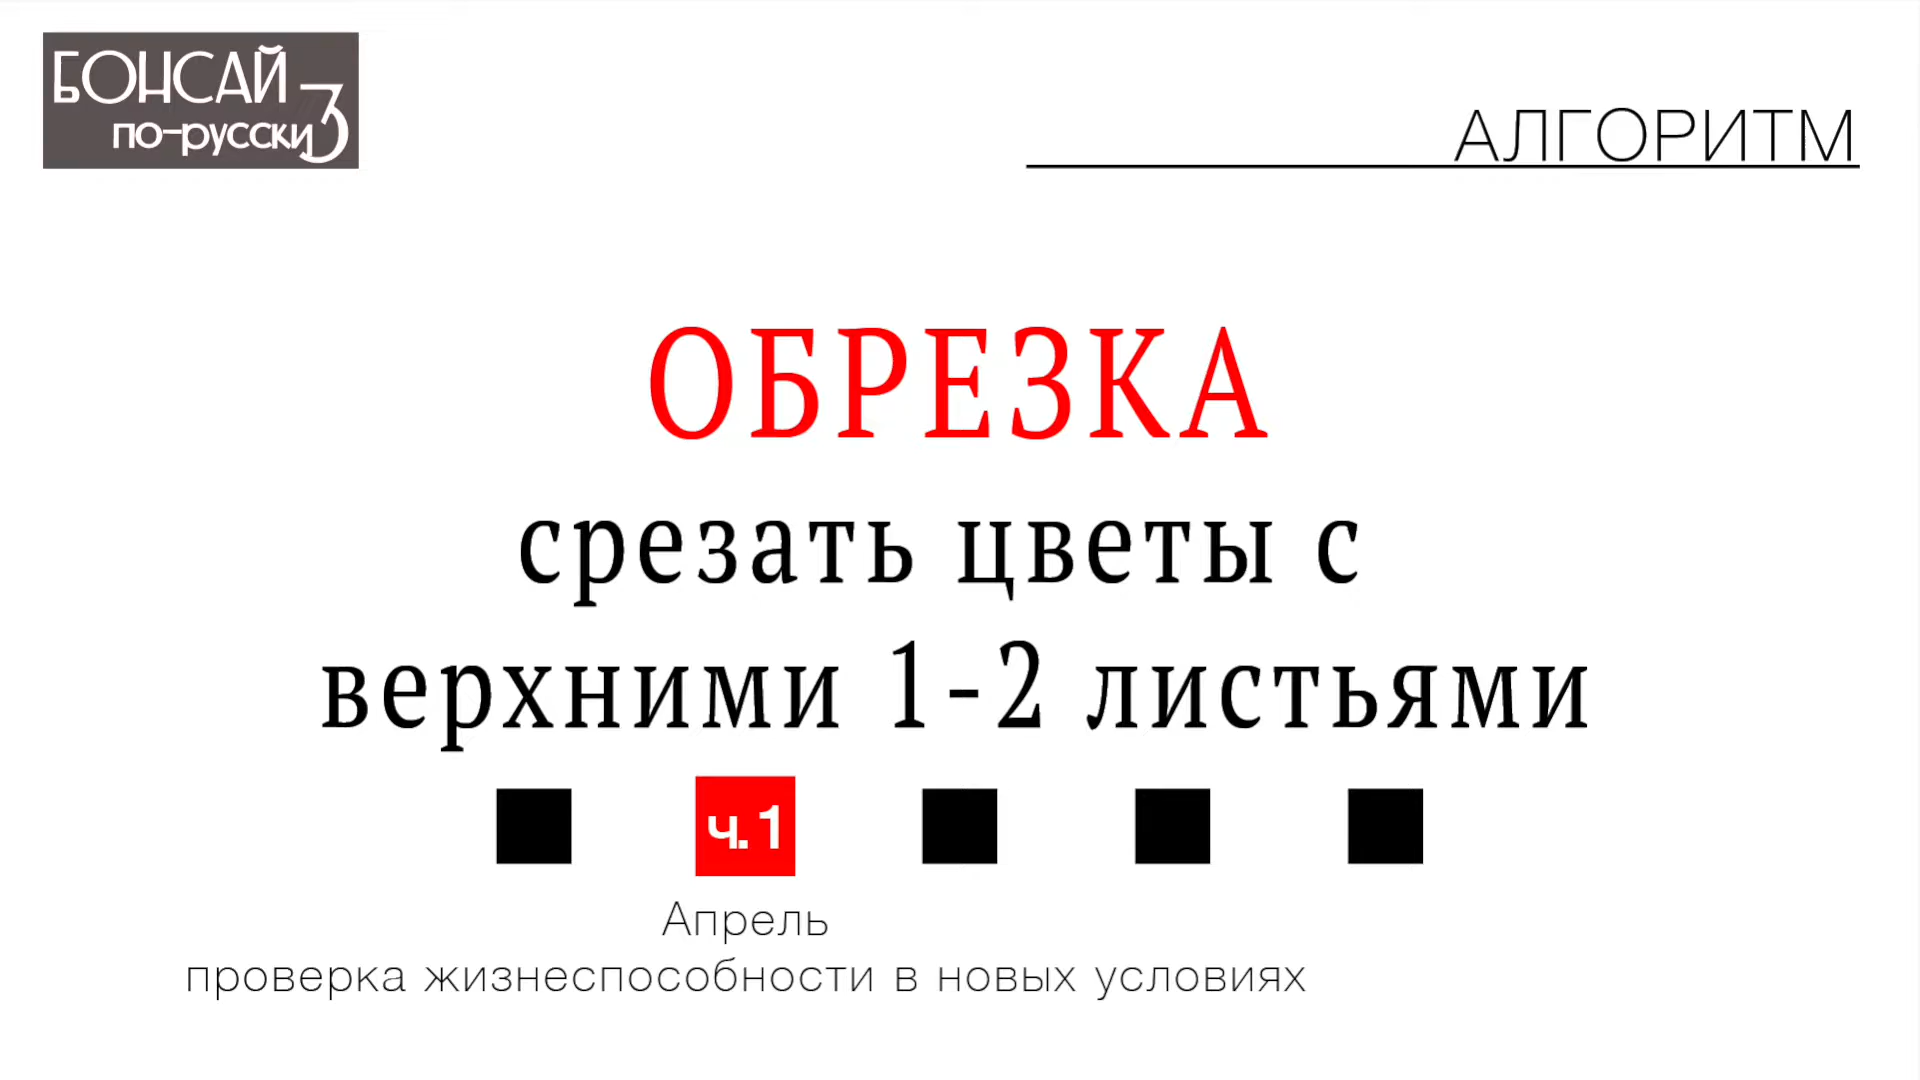 БОНСАЙ
по-русски 3
АЛГОРИТМ
ОБРЕЗКА
срезать цветы с
верхними 1-2 листьями
ч.1
Апрель
проверка жизнеспособности в новых условиях